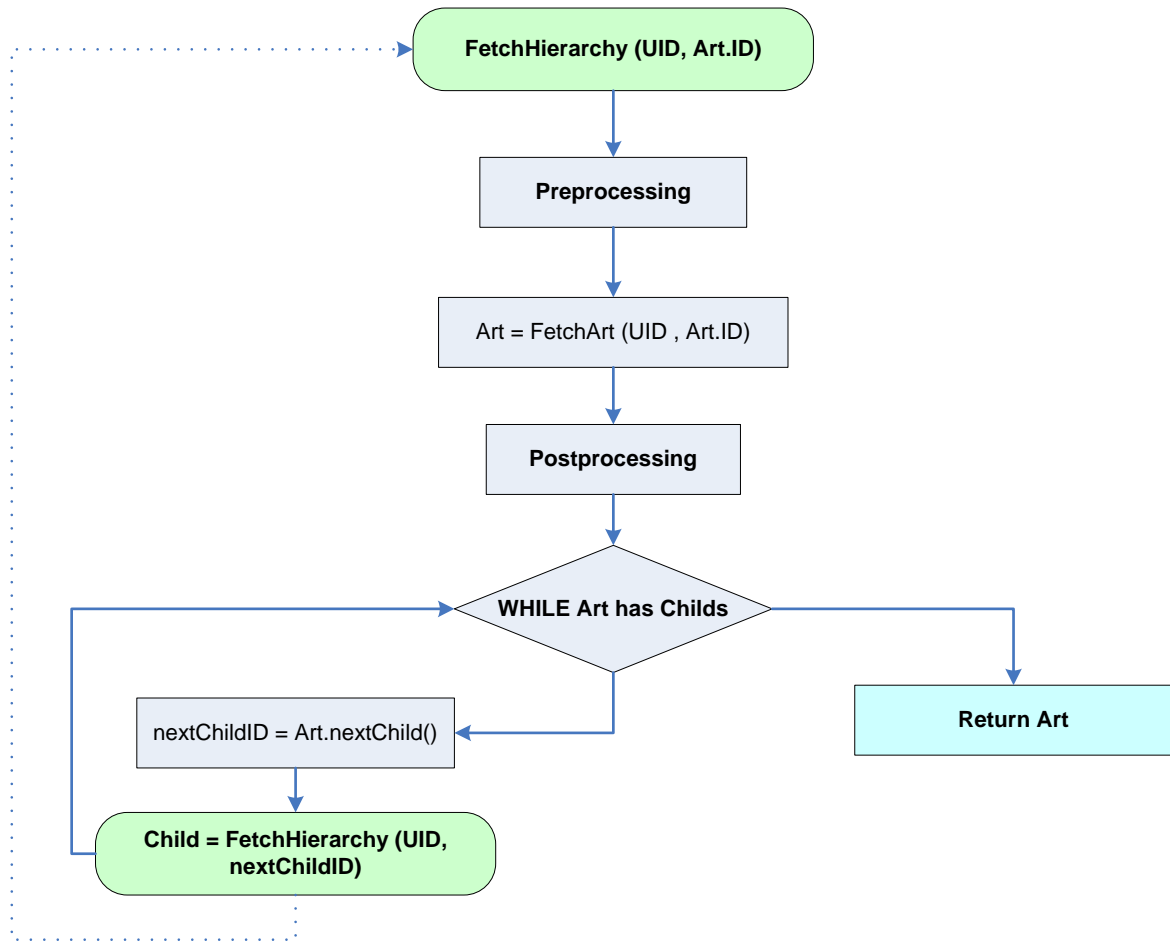 FetchHierarchy (UID, Art.ID)
Preprocessing
Art = FetchArt (UID , Art.ID)
Postprocessing
WHILE Art has Childs
nextChildID = Art.nextChild()
Return Art
Child = FetchHierarchy (UID,
nextChildID)